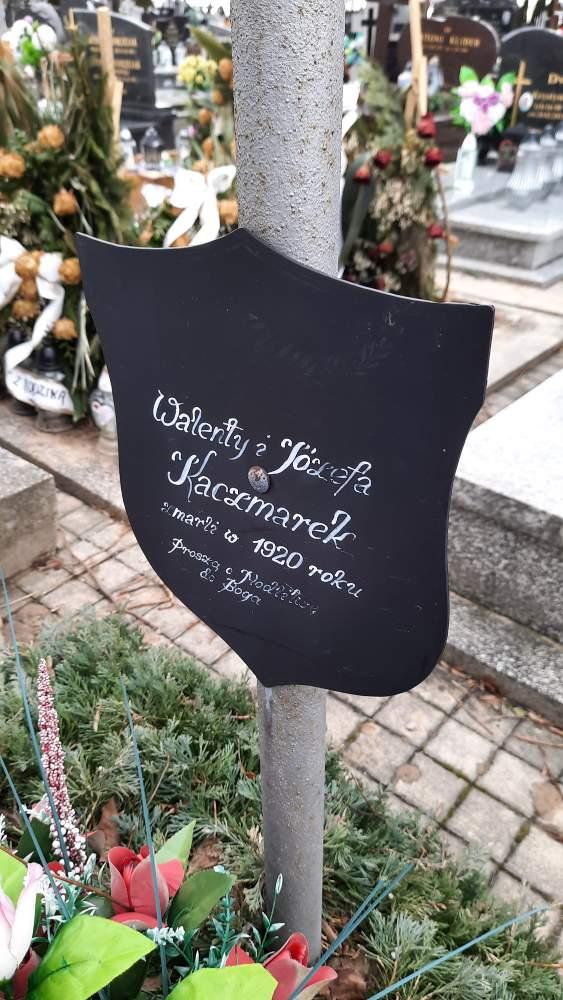 Walenty i Józefa
Kaczmarek
zmarli w 1920 roku
Proszą o Modlitwę
do Boga